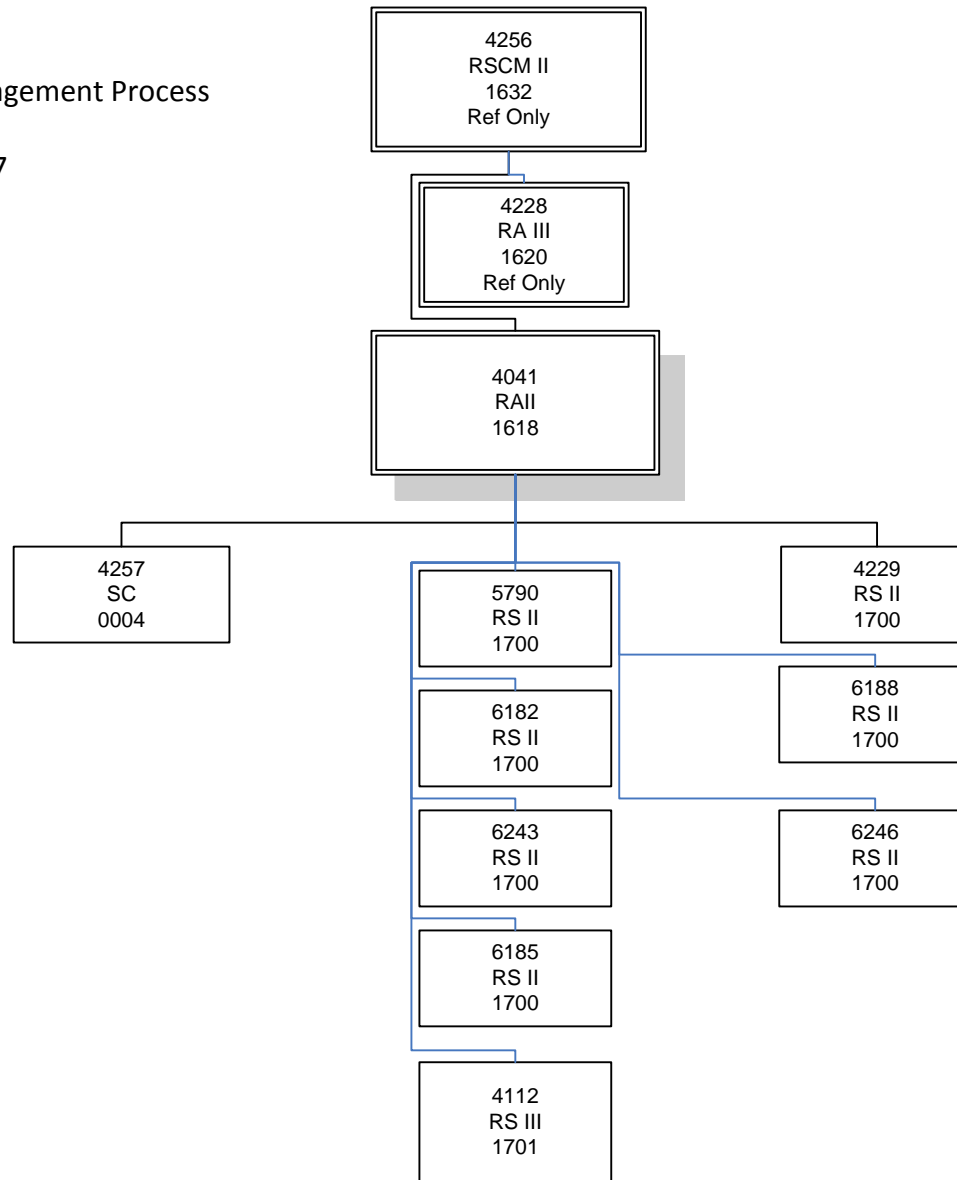 4256
RSCM II
1632
Ref Only
4228
RA III
1620
Ref Only
4041
RAII
1618
4257
SC
0004
5790
RS II
1700
4229
RS II
1700
6182
RS II
1700
6188
RS II
1700
6243
RS II
1700
6246
RS II
1700
6185
RS II
1700
4112
RS III
1701
Process